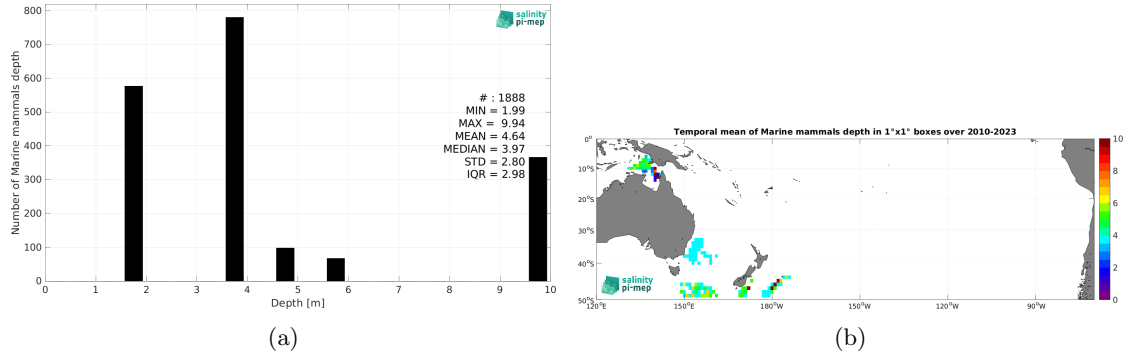 800
700
600
500
400
300
200
100
0
Number of Marine mammals depth
salinity
pi-mep
# : 1888
MIN = 1.99
MAX = 9.94
MEAN = 4.64
MEDIAN = 3.97
STD = 2.80
IQR = 2.98
0 1 2 3 4 5 6 7 8 9 10
Depth [m]
(a)
Temporal mean of Marine mammals depth in 1°x1° boxes over 2010-2023
0°
10°S
20°S
30°S
40°S
50°S
salinity
pi-mep
120°E 150°E 180°W 150°W 120°W 90°W
10
8
6
4
2
0
(b)